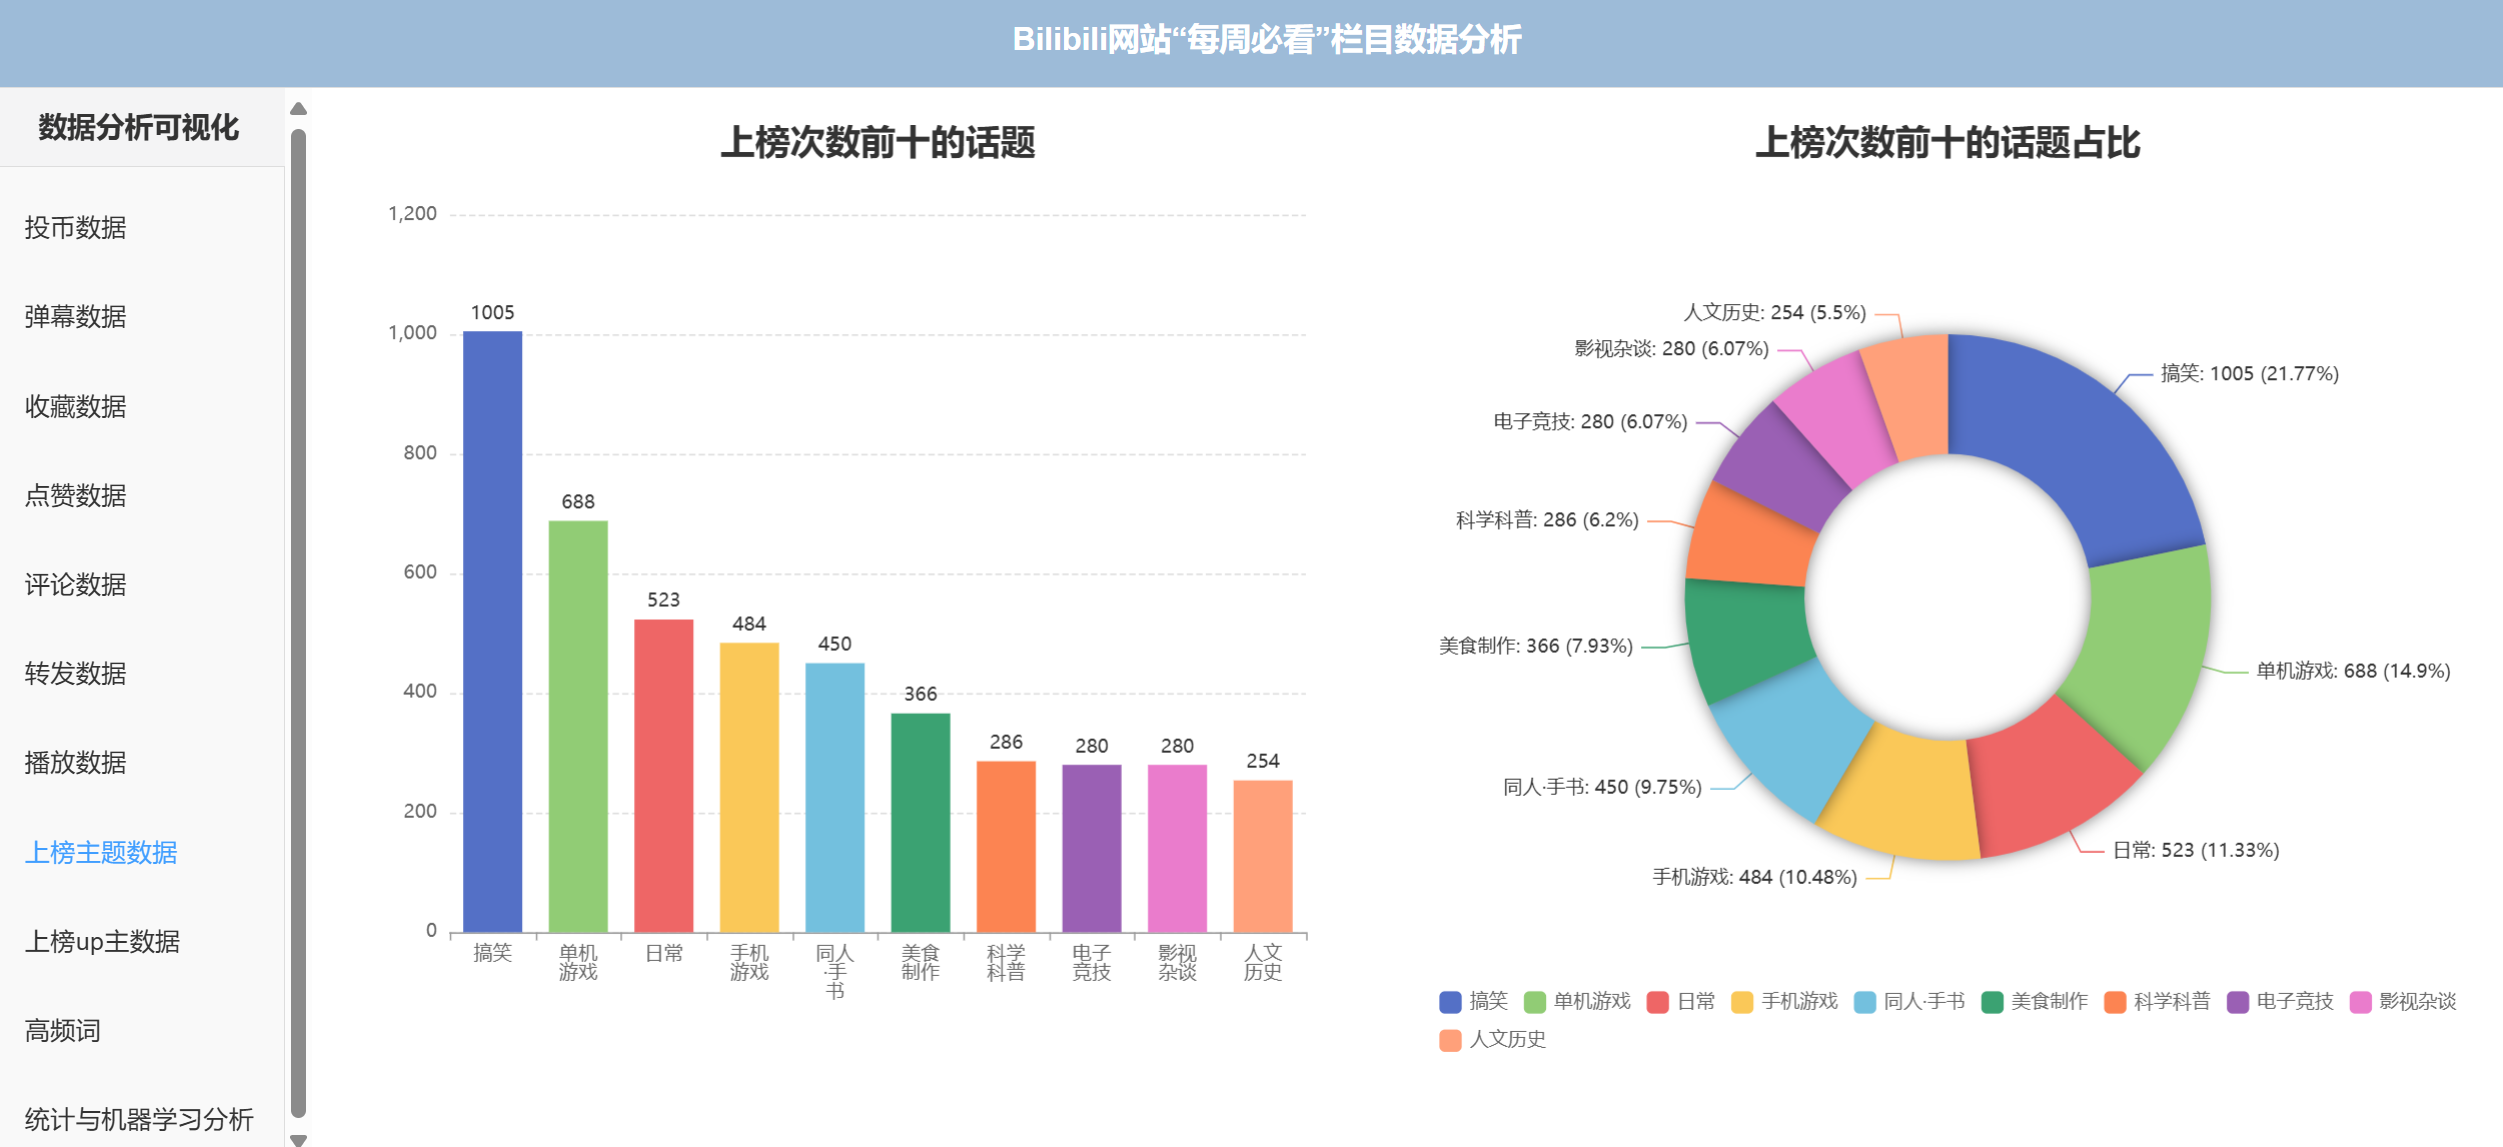 Bilibili网站“每周必看”栏目数据分析
数据分析可视化
投币数据
弹幕数据
收藏数据
点赞数据
评论数据
转发数据
播放数据
上榜主题数据
上榜up主数据
高频词
统计与机器学习分析
上榜次数前十的话题
1,200
1,000
800
600
400
200
0
1005
688
523
484
450
366
286
280
280
254
搞笑
单机
游戏
日常
手机
游戏
同人
·手
书
美食
制作
科学
科普
电子
竞技
影视
杂谈
人文
历史
上榜次数前十的话题占比
人文历史: 254 (5.5%)
影视杂谈: 280 (6.07%)
搞笑: 1005 (21.77%)
电子竞技: 280 (6.07%)
科学科普: 286 (6.2%)
美食制作: 366 (7.93%)
单机游戏: 688 (14.9%)
同人·手书: 450 (9.75%)
日常: 523 (11.33%)
手机游戏: 484 (10.48%)
搞笑 单机游戏 日常 手机游戏 同人·手书 美食制作 科学科普 电子竞技 影视杂谈
人文历史